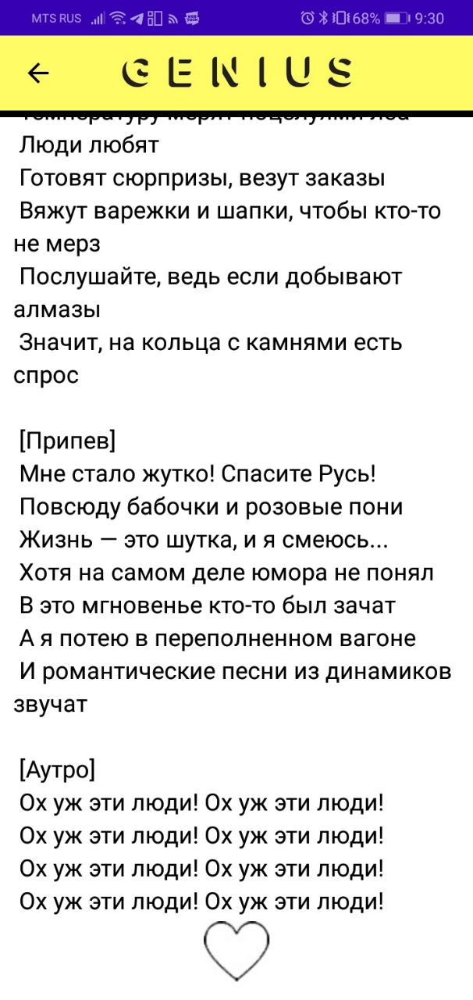 MTS RUS 68% 9:30
GENIUS
Температуру мерят поцелуями лба
Люди любят
Готовят сюрпризы, везут заказы
Вяжут варежки и шапки, чтобы кто-то
не мерз
Послушайте, ведь если добывают
алмазы
Значит, на кольца с камнями есть
спрос
[Припев]
Мне стало жутко! Спасите Русь!
Повсюду бабочки и розовые пони
Жизнь — это шутка, и я смеюсь...
Хотя на самом деле юмора не понял
В это мгновенье кто-то был зачат
А я потею в переполненном вагоне
И романтические песни из динамиков
звучат
[Аутро]
Ох уж эти люди! Ох уж эти люди!
Ох уж эти люди! Ох уж эти люди!
Ох уж эти люди! Ох уж эти люди!
Ох уж эти люди! Ох уж эти люди!